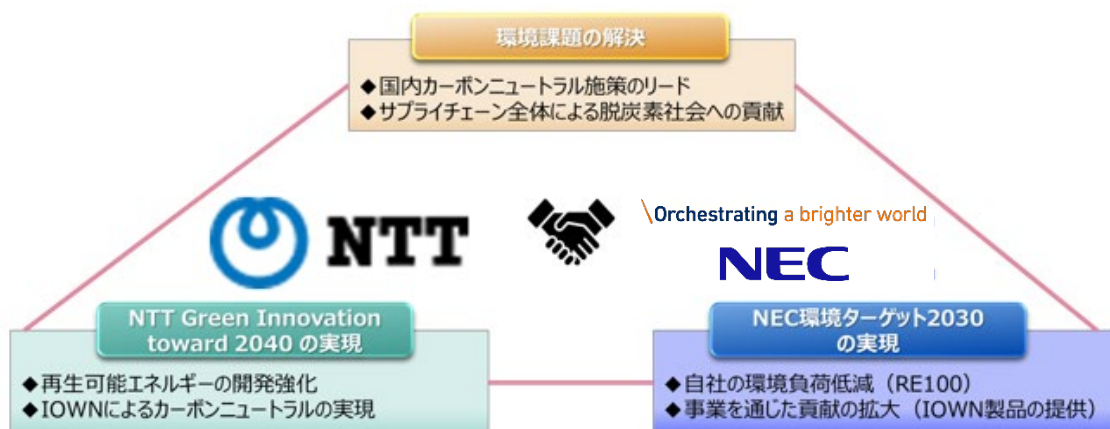 環境課題の解決
◆国内カーボンニュートラル施策のリード
◆サプライチェーン全体による脱炭素社会への貢献
NTT
\Orchestrating a brighter world
NEC
NTT Green Innovation
toward 2040 の実現
◆再生可能エネルギーの開発強化
◆IOWNによるカーボンニュートラルの実現
NEC環境ターゲット2030
の実現
◆自社の環境負荷低減（RE100）
◆事業を通じた貢献の拡大（IOWN製品の提供）